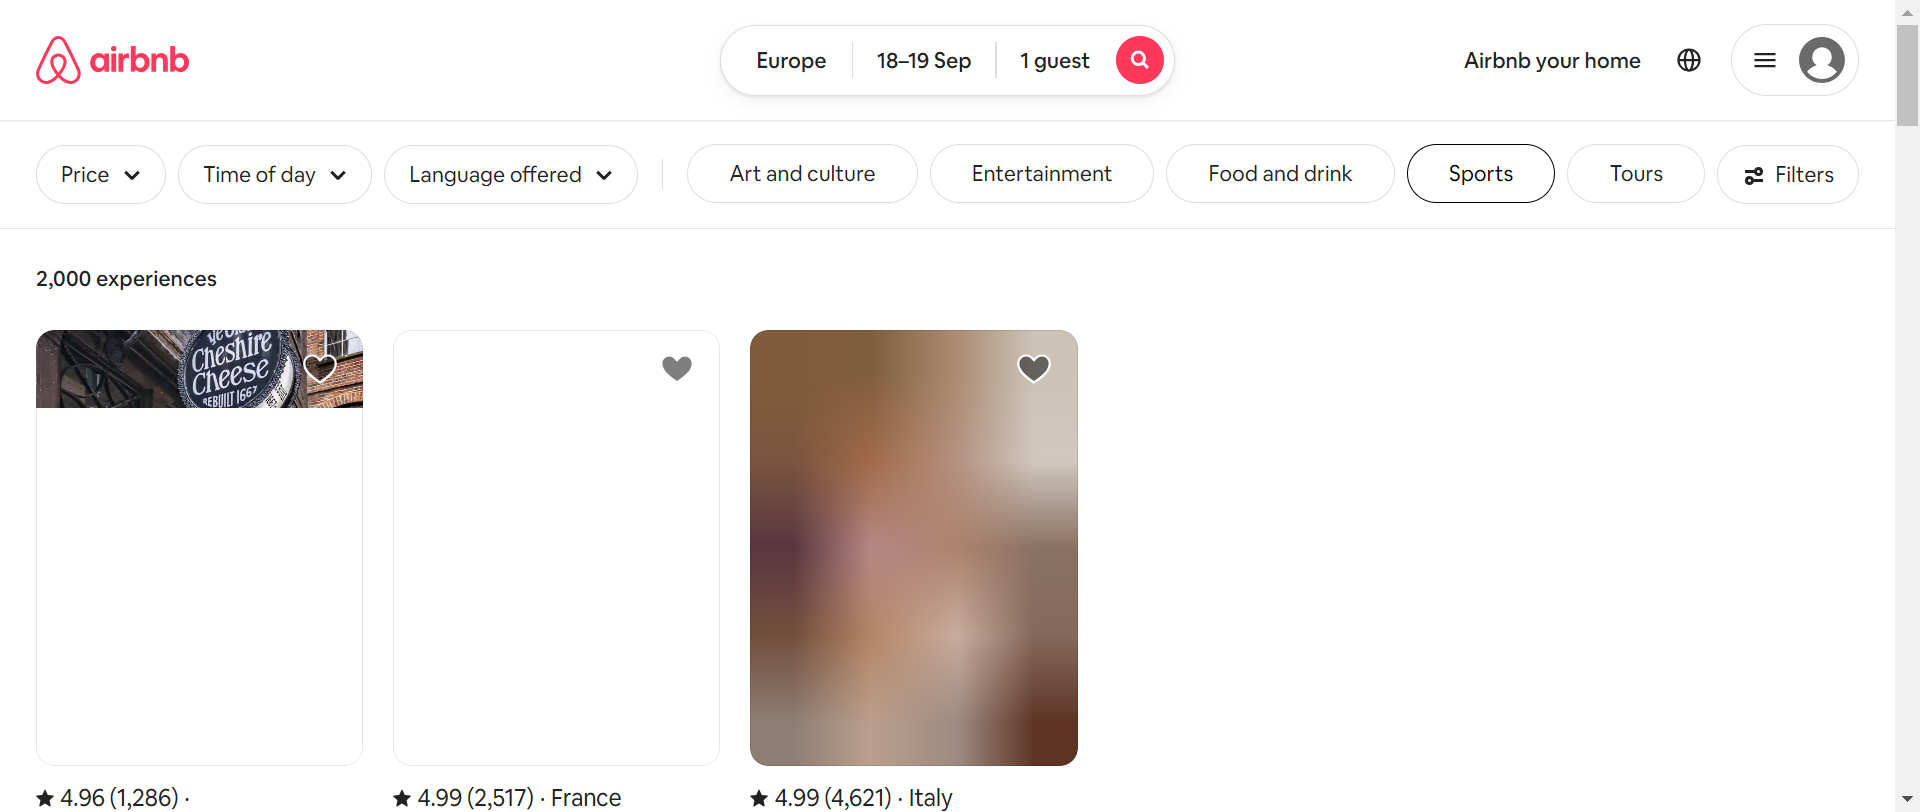 airbnb
Europe
18–19 Sep
1 guest
Airbnb your home
Price
Time of day
Language offered
Art and culture
Entertainment
Food and drink
Sports
Tours
Filters
2,000 experiences
Cheshire
Cheese
REBUILT 1667
4.96 (1,286) ·
4.99 (2,517) · France
4.99 (4,621) · Italy